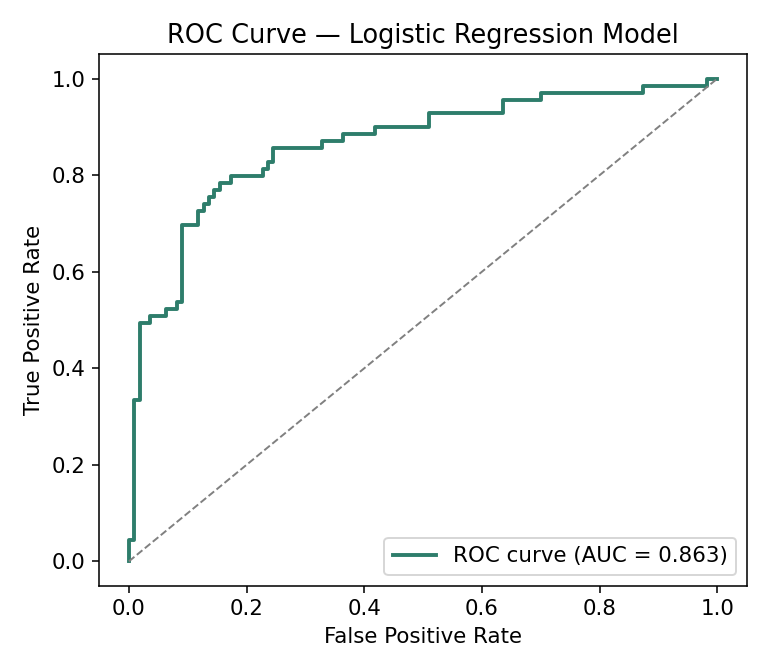 ROC Curve — Logistic Regression Model
True Positive Rate
1.0
0.8
0.6
0.4
0.2
0.0
ROC curve (AUC = 0.863)
0.0 0.2 0.4 0.6 0.8 1.0
False Positive Rate